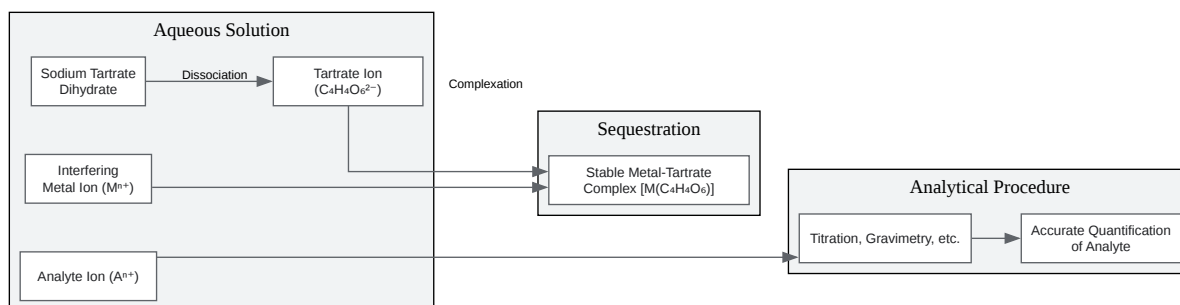 Aqueous Solution
Sodium Tartrate
Dihydrate
Dissociation
Tartrate Ion
(C₄H₄O₆²⁻)
Complexation
Interfering
Metal Ion (Mⁿ⁺)
Sequestration
Stable Metal-Tartrate
Complex [M(C₄H₄O₆)]
Analyte Ion (Aⁿ⁺)
Analytical Procedure
Titration, Gravimetry, etc.
Accurate Quantification
of Analyte